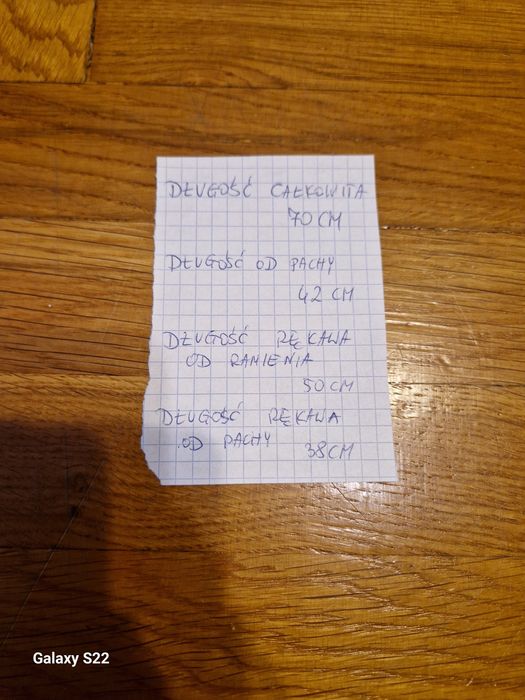 DŁUGOŚĆ CAŁKOWITA
70 CM
DŁUGOŚĆ OD PACHY
42 CM
DŁUGOŚĆ RĘKAWA
OD RAMIENIA
50 CM
DŁUGOŚĆ RĘKAWA
OD PACHY 38 CM
Galaxy S22